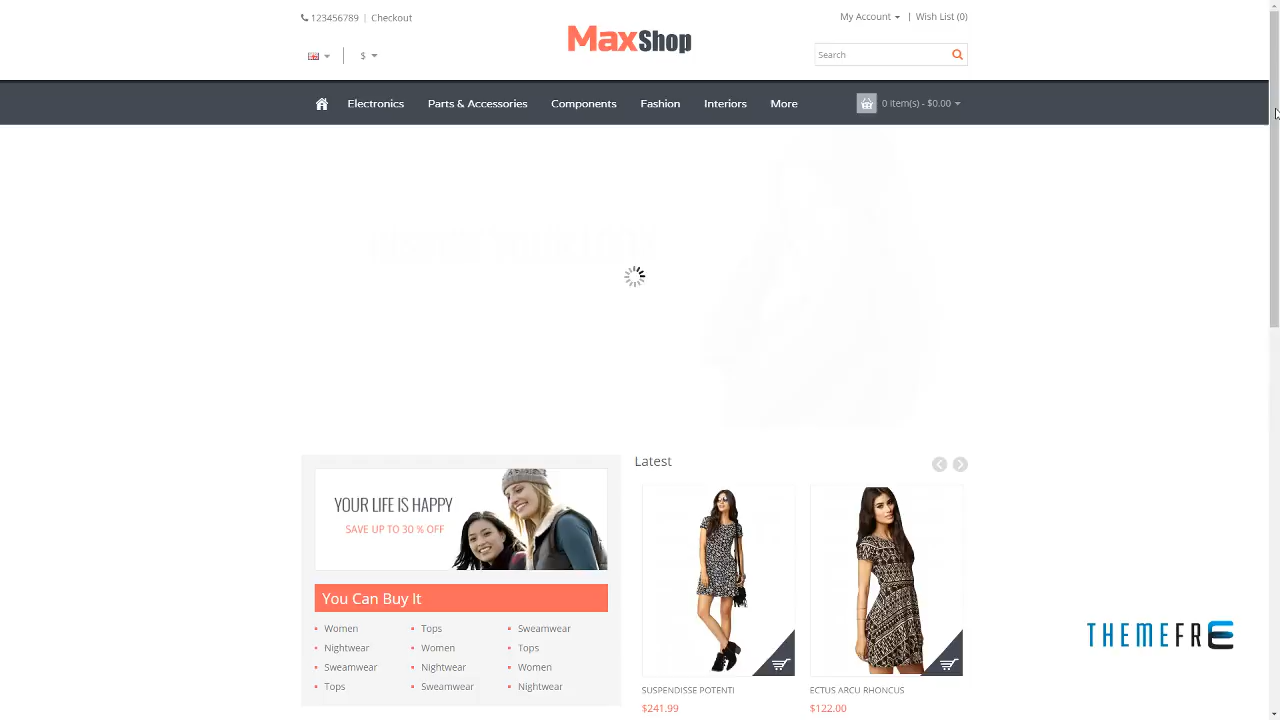 123456789 | Checkout
My Account | Wish List (0)
MaxShop
$
Search
Electronics Parts & Accessories Components Fashion Interiors More
0 item(s) - $0.00
Latest
YOUR LIFE IS HAPPY
SAVE UP TO 30 % OFF
You Can Buy It
Women Tops Sweamwear
Nightwear Women Tops
Sweamwear Nightwear Women
Tops Sweamwear Nightwear
SUSPENDISSE POTENTI
$241.99
ECTUS ARCU RHONCUS
$122.00
THEMEFRE